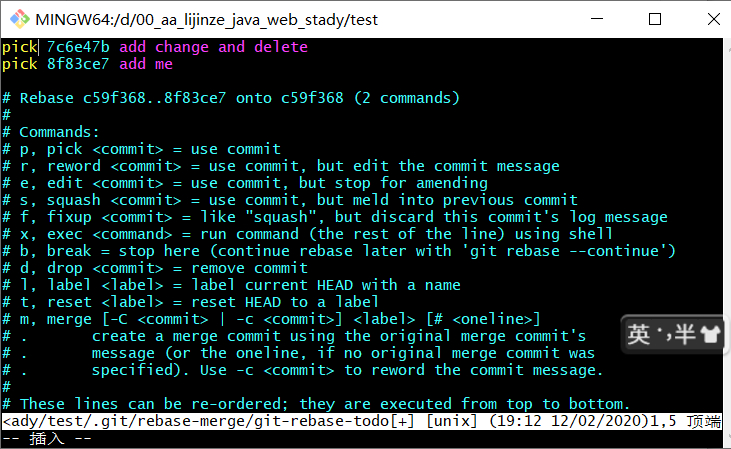 MINGW64:/d/00_aa_lijinze_java_web_stady/test
pick 7c6e47b add change and delete
pick 8f83ce7 add me
# Rebase c59f368..8f83ce7 onto c59f368 (2 commands)
#
# Commands:
# p, pick <commit> = use commit
# r, reword <commit> = use commit, but edit the commit message
# e, edit <commit> = use commit, but stop for amending
# s, squash <commit> = use commit, but meld into previous commit
# f, fixup <commit> = like "squash", but discard this commit's log message
# x, exec <command> = run command (the rest of the line) using shell
# b, break = stop here (continue rebase later with 'git rebase --continue')
# d, drop <commit> = remove commit
# l, label <label> = label current HEAD with a name
# t, reset <label> = reset HEAD to a label
# m, merge [-C <commit> | -c <commit>] <label> [# <oneline>]
# .       create a merge commit using the original merge commit's
# .       message (or the oneline, if no original merge commit was
# .       specified). Use -c <commit> to reword the commit message.
#
# These lines can be re-ordered; they are executed from top to bottom.
<ady/test/.git/rebase-merge/git-rebase-todo[+] [unix] (19:12 12/02/2020)1,5 顶端
-- 插入 --
英 ·, 半